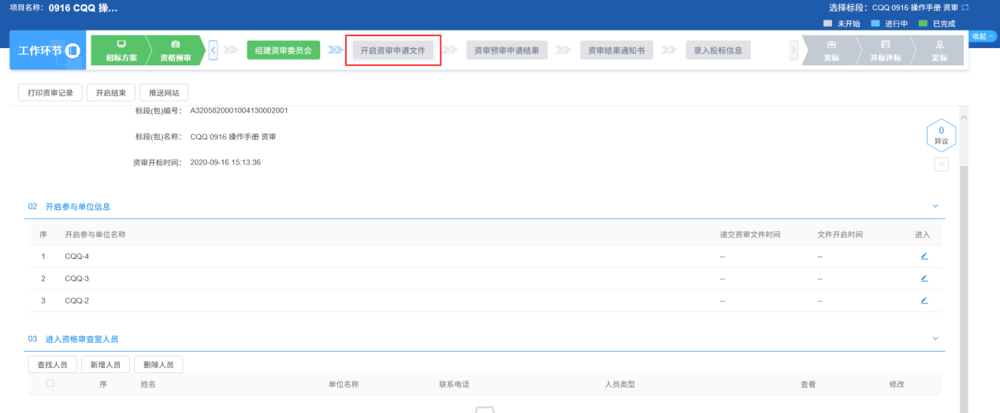 项目名称: 0916 CQQ 操...
选择标段: CQQ 0916 操作手册 资审
未开始 进行中 已完成
收起
工作环节
招标方案 资格预审 组建资审委员会 开启资审申请文件 资审预审申请结果 资审结果通知书 录入投标信息 发标 开标评标 定标
打印资审记录 开启结束 推送网站
标段(包)编号: A3205820001004130002001
标段(包)名称: CQQ 0916 操作手册 资审
0
异议
资审开标时间: 2020-09-16 15:13:36
02 开启参与单位信息
序 开启参与单位名称 递交资审文件时间 文件开启时间 进入
1 CQQ-4 -- --
2 CQQ-3 -- --
3 CQQ-2 -- --
03 进入资格审查室人员
查找人员 新增人员 删除人员
序 姓名 单位名称 联系电话 人员类型 查看 修改